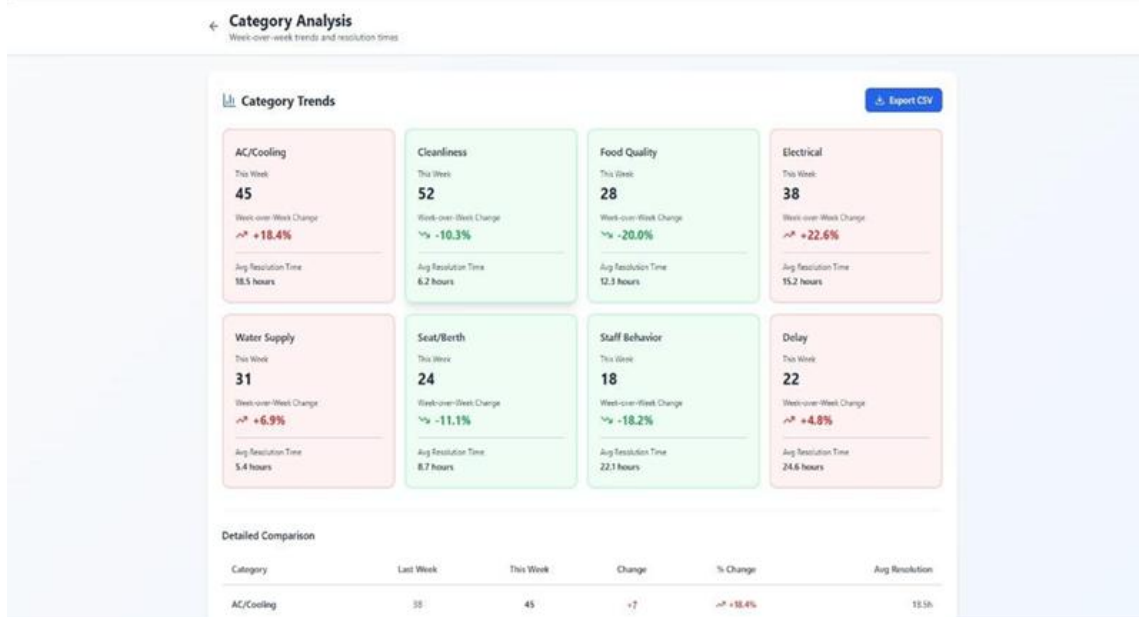 Category Analysis
Week-over-week trends and resolution times
Category Trends
Export CSV
AC/Cooling
This Week
45
Week-over-Week Change
+18.4%
Avg Resolution Time
18.5 hours
Cleanliness
This Week
52
Week-over-Week Change
-10.3%
Avg Resolution Time
6.2 hours
Food Quality
This Week
28
Week-over-Week Change
-20.0%
Avg Resolution Time
12.3 hours
Electrical
This Week
38
Week-over-Week Change
+22.6%
Avg Resolution Time
15.2 hours
Water Supply
This Week
31
Week-over-Week Change
+6.9%
Avg Resolution Time
5.4 hours
Seat/Berth
This Week
24
Week-over-Week Change
-11.1%
Avg Resolution Time
8.7 hours
Staff Behavior
This Week
18
Week-over-Week Change
-18.2%
Avg Resolution Time
22.1 hours
Delay
This Week
22
Week-over-Week Change
+4.8%
Avg Resolution Time
24.6 hours
Detailed Comparison
Category Last Week This Week Change % Change Avg Resolution
AC/Cooling 38 45 +7 +18.4% 18.5h